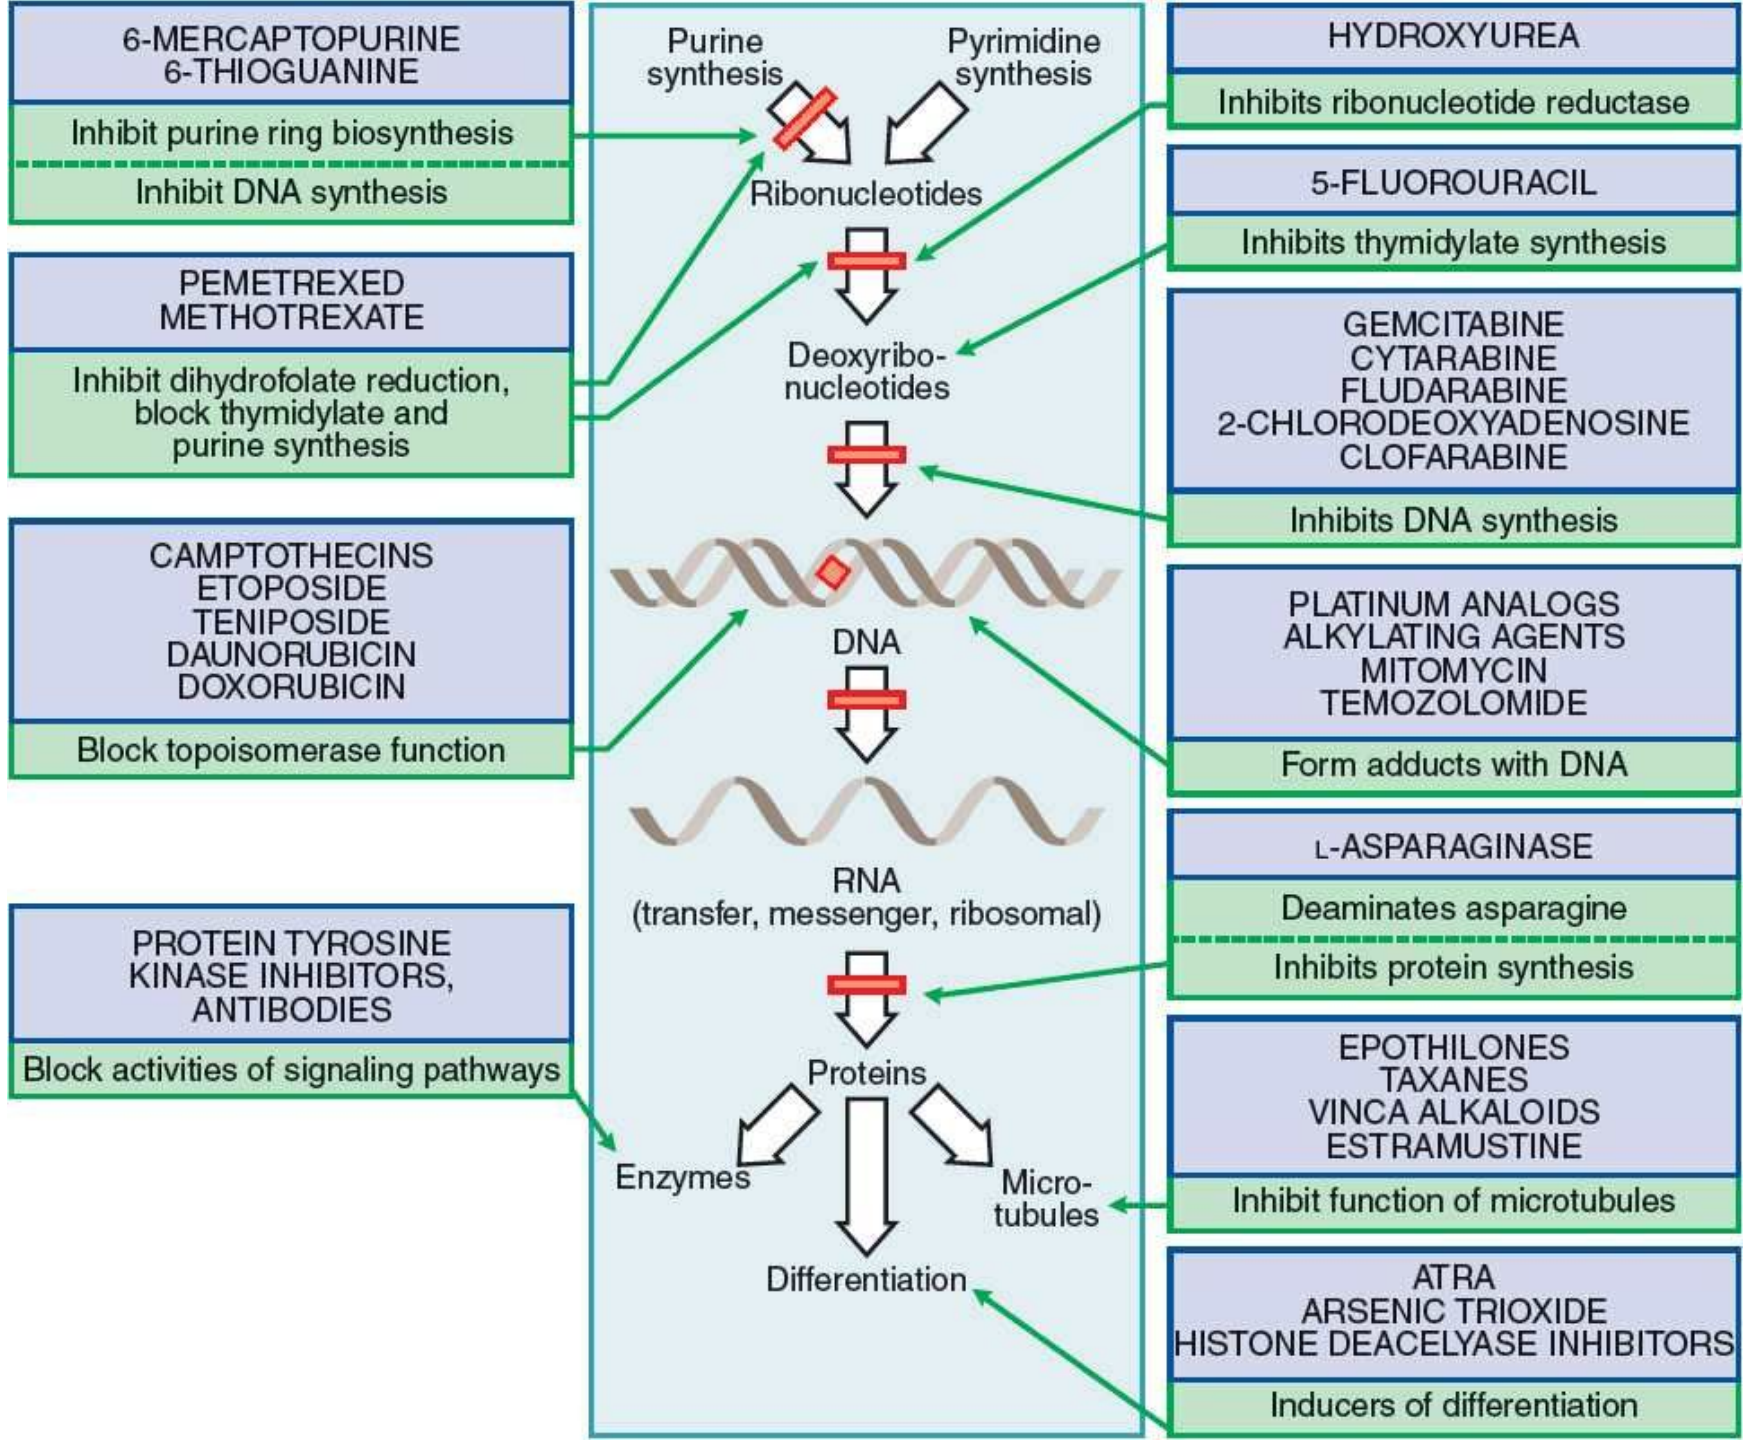 6-MERCAPTOPURINE
6-THIOGUANINE
Inhibit purine ring biosynthesis
Inhibit DNA synthesis
PEMETREXED
METHOTREXATE
Inhibit dihydrofolate reduction,
block thymidylate and
purine synthesis
CAMPTOTHECINS
ETOPOSIDE
TENIPOSIDE
DAUNORUBICIN
DOXORUBICIN
Block topoisomerase function
PROTEIN TYROSINE
KINASE INHIBITORS,
ANTIBODIES
Block activities of signaling pathways
Purine
synthesis
Pyrimidine
synthesis
Ribonucleotides
Deoxyribo-
nucleotides
DNA
RNA
(transfer, messenger, ribosomal)
Proteins
Enzymes
Micro-
tubules
Differentiation
HYDROXYUREA
Inhibits ribonucleotide reductase
5-FLUOROURACIL
Inhibits thymidylate synthesis
GEMCITABINE
CYTARABINE
FLUDARABINE
2-CHLORODEOXYADENOSINE
CLOFARABINE
Inhibits DNA synthesis
PLATINUM ANALOGS
ALKYLATING AGENTS
MITOMYCIN
TEMOZOLOMIDE
Form adducts with DNA
L-ASPARAGINASE
Deaminates asparagine
Inhibits protein synthesis
EPOTHILONES
TAXANES
VINCA ALKALOIDS
ESTRAMUSTINE
Inhibit function of microtubules
ATRA
ARSENIC TRIOXIDE
HISTONE DEACELYASE INHIBITORS
Inducers of differentiation